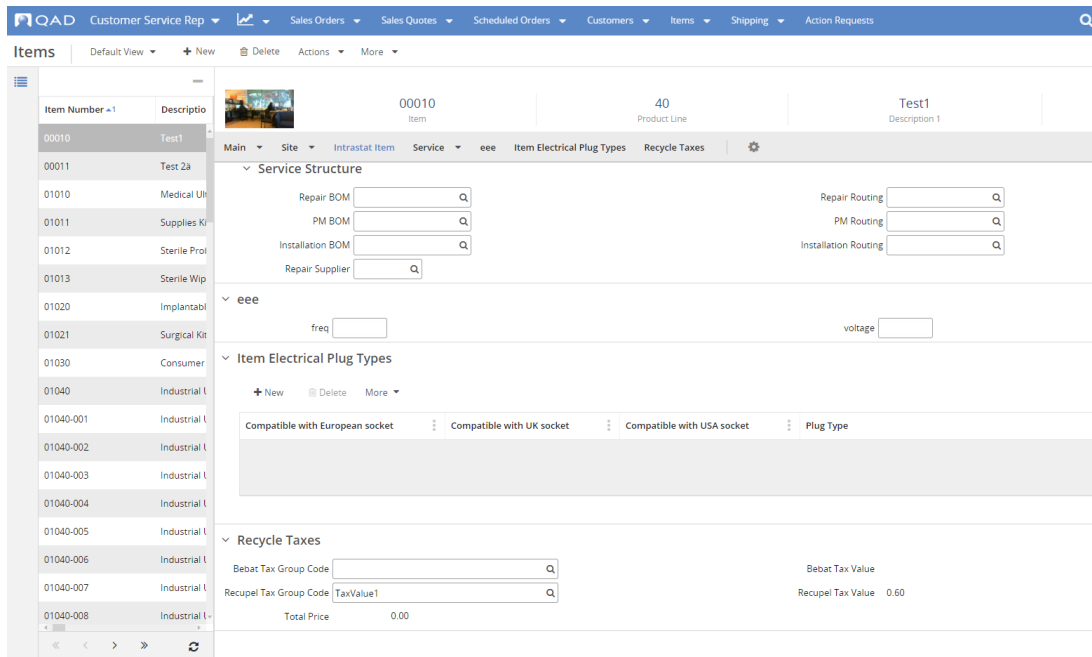 QAD Customer Service Rep Sales Orders Sales Quotes Scheduled Orders Customers Items Shipping Action Requests
Items Default View + New Delete Actions More
Item Number 1 Descriptio
00010 Test1
00011 Test 2ä
01010 Medical Ult
01011 Supplies Ki
01012 Sterile Prol
01013 Sterile Wip
01020 Implantabl
01021 Surgical Kit
01030 Consumer
01040 Industrial U
01040-001 Industrial U
01040-002 Industrial U
01040-003 Industrial U
01040-004 Industrial U
01040-005 Industrial U
01040-006 Industrial U
01040-007 Industrial U
01040-008 Industrial U
00010 40 Test1
Item Product Line Description 1
Main Site Intrastat Item Service eee Item Electrical Plug Types Recycle Taxes
Service Structure
Repair BOM Repair Routing
PM BOM PM Routing
Installation BOM Installation Routing
Repair Supplier
eee
freq voltage
Item Electrical Plug Types
+ New Delete More
Compatible with European socket Compatible with UK socket Compatible with USA socket Plug Type
Recycle Taxes
Bebat Tax Group Code Bebat Tax Value
Recupel Tax Group Code TaxValue1 Recupel Tax Value 0.60
Total Price 0.00